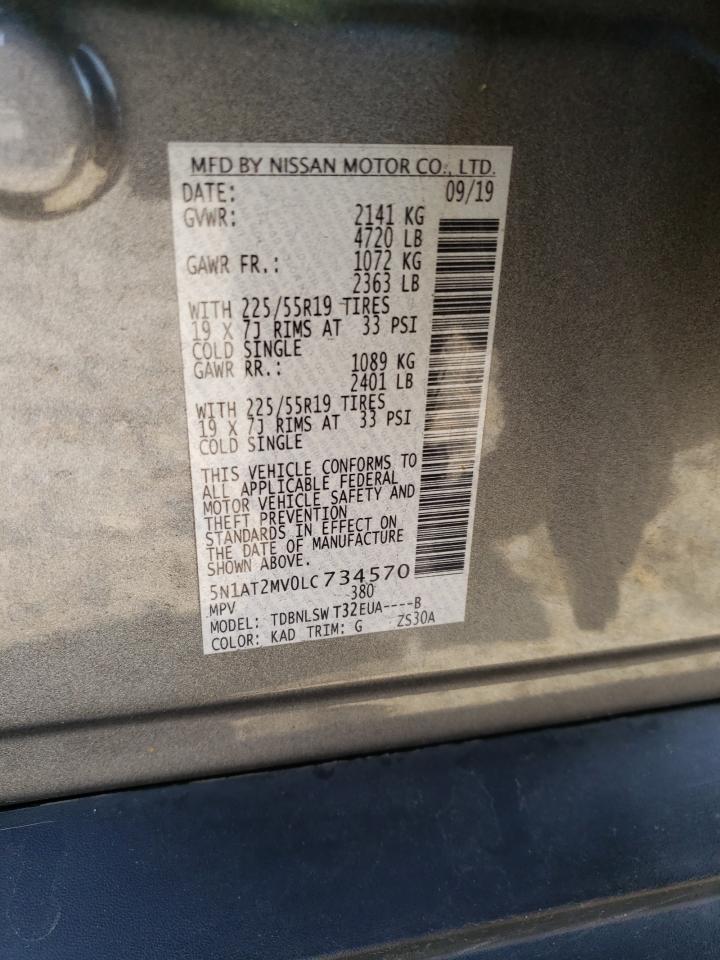 MFD BY NISSAN MOTOR CO., LTD.
DATE: 09/19
GVWR: 2141 KG
4720 LB
GAWR FR.: 1072 KG
2363 LB
WITH 225/55R19 TIRES
19 X 7J RIMS AT 33 PSI
COLD SINGLE
GAWR RR.: 1089 KG
2401 LB
WITH 225/55R19 TIRES
19 X 7J RIMS AT 33 PSI
COLD SINGLE
THIS VEHICLE CONFORMS TO
ALL APPLICABLE FEDERAL
MOTOR VEHICLE SAFETY AND
THEFT PREVENTION
STANDARDS IN EFFECT ON
THE DATE OF MANUFACTURE
SHOWN ABOVE.
5N1AT2MV0LC734570
MPV 380
MODEL: TDBNLSW T32EUA----B
COLOR: KAD TRIM: G ZS30A